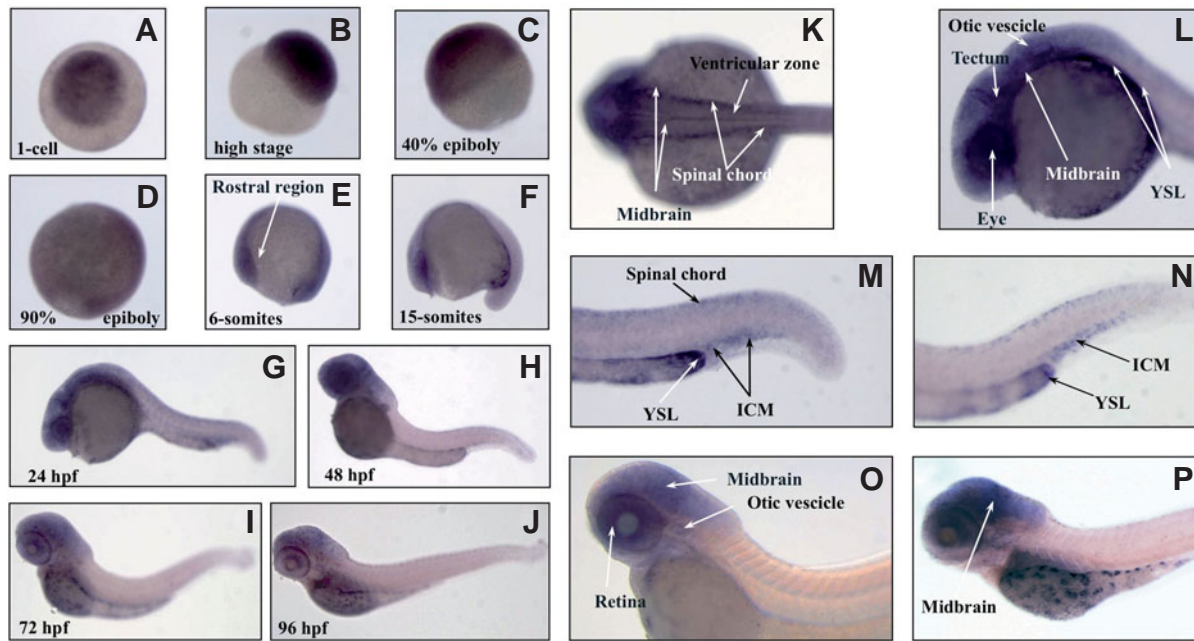 A
1-cell
B
high stage
C
40% epiboly
D
90% epiboly
E
Rostral region
6-somites
F
15-somites
G
24 hpf
H
48 hpf
I
72 hpf
J
96 hpf
K
Ventricular zone
Spinal chord
Midbrain
L
Otic vescicle
Tectum
Midbrain
Eye
YSL
M
Spinal chord
YSL
ICM
N
ICM
YSL
O
Midbrain
Otic vescicle
Retina
P
Midbrain